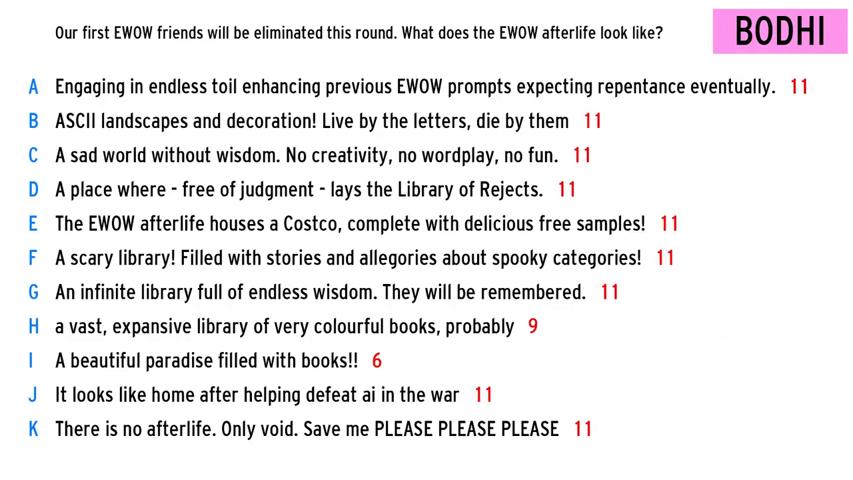 Our first EWOW friends will be eliminated this round. What does the EWOW afterlife look like?
BODHI
A Engaging in endless toil enhancing previous EWOW prompts expecting repentance eventually. 11
B ASCII landscapes and decoration! Live by the letters, die by them 11
C A sad world without wisdom. No creativity, no wordplay, no fun. 11
D A place where - free of judgment - lays the Library of Rejects. 11
E The EWOW afterlife houses a Costco, complete with delicious free samples! 11
F A scary library! Filled with stories and allegories about spooky categories! 11
G An infinite library full of endless wisdom. They will be remembered. 11
H a vast, expansive library of very colourful books, probably 9
I A beautiful paradise filled with books!! 6
J It looks like home after helping defeat ai in the war 11
K There is no afterlife. Only void. Save me PLEASE PLEASE PLEASE 11